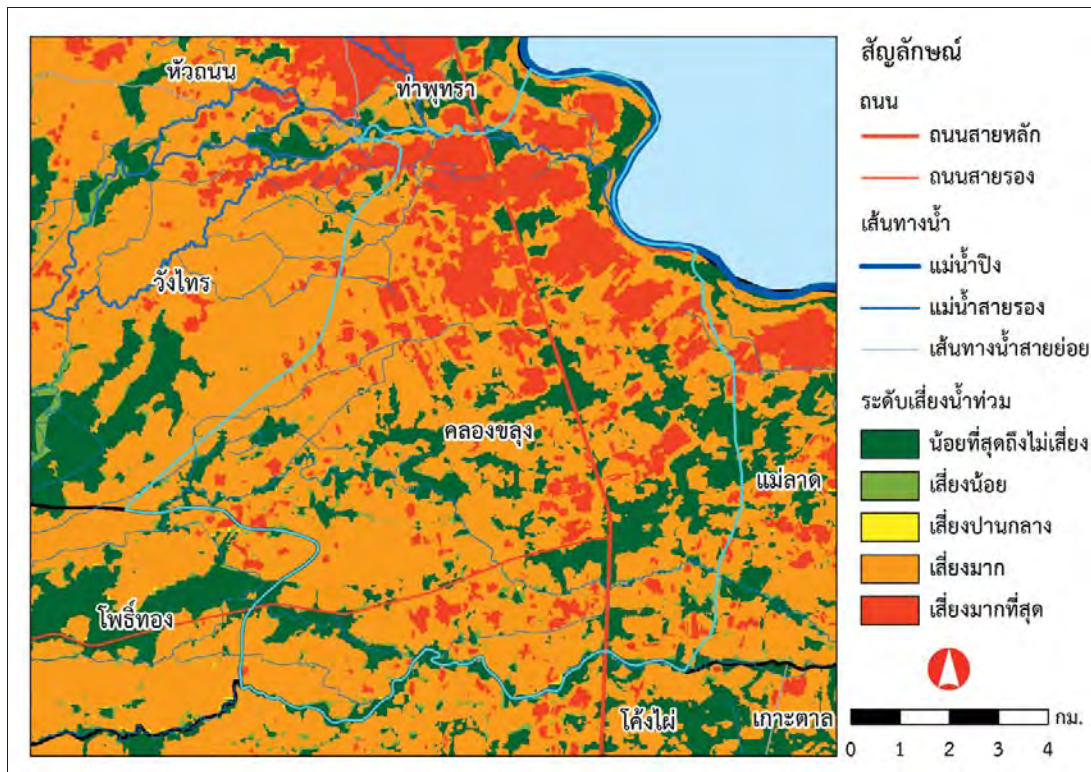 หัวถนน
ท่าพุทรา
วังไทร
คลองขลุง
แม่ลาด
โพธิ์ทอง
โค้งไผ่
เกาะตาล
สัญลักษณ์
ถนน
ถนนสายหลัก
ถนนสายรอง
เส้นทางน้ำ
แม่น้ำปิง
แม่น้ำสายรอง
เส้นทางน้ำสายย่อย
ระดับเสี่ยงน้ำท่วม
น้อยที่สุดถึงไม่เสี่ยง
เสี่ยงน้อย
เสี่ยงปานกลาง
เสี่ยงมาก
เสี่ยงมากที่สุด
กม.
0 1 2 3 4